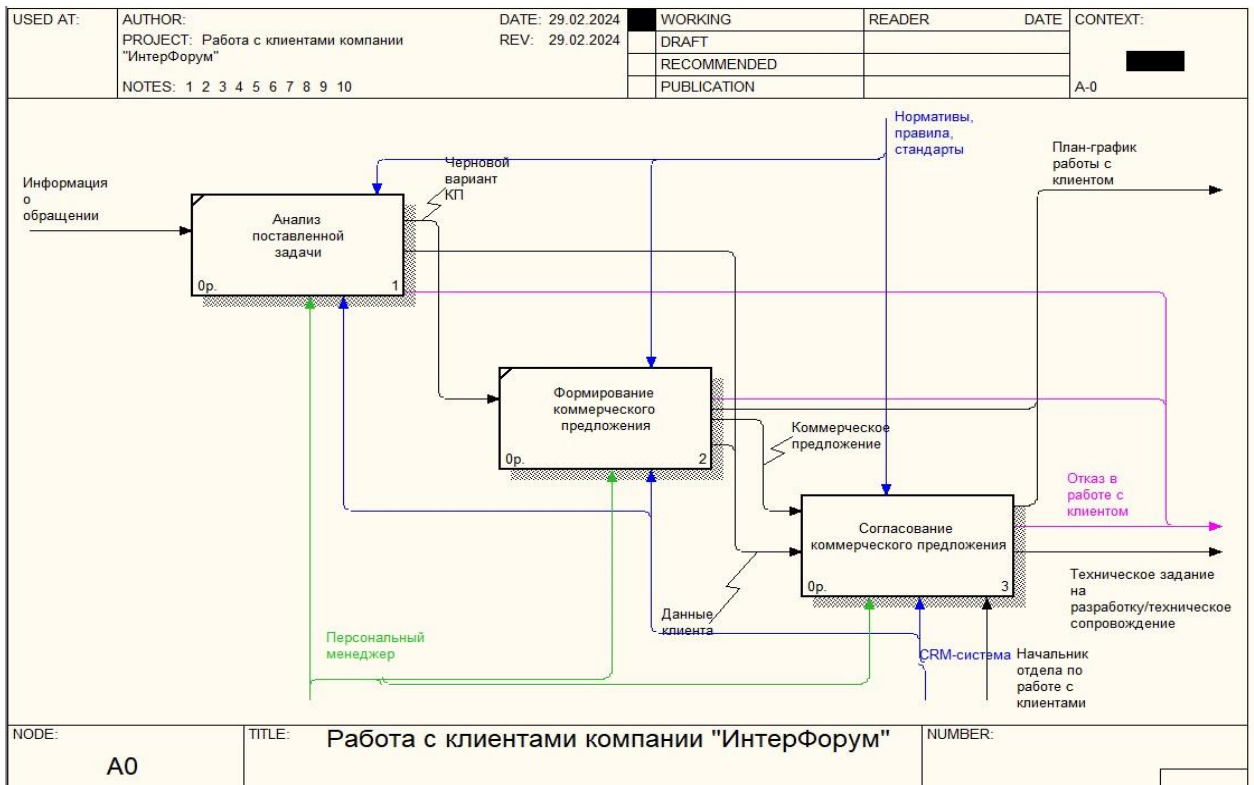 USED AT:
AUTHOR:
DATE: 29.02.2024
PROJECT: Работа с клиентами компании
"ИнтерФорум"
REV: 29.02.2024
NOTES: 1 2 3 4 5 6 7 8 9 10
WORKING
DRAFT
RECOMMENDED
PUBLICATION
READER
DATE
CONTEXT:
A-0
Нормативы,
правила,
стандарты
План-график
работы с
клиентом
Черновой
вариант
КП
Информация
о
обращении
Анализ
поставленной
задачи
0р.
1
Формирование
коммерческого
предложения
0р.
2
Коммерческое
предложение
Отказ в
работе с
клиентом
Согласование
коммерческого предложения
0р.
3
Техническое задание
на
разработку/техническое
сопровождение
Данные
клиента
Персональный
менеджер
CRM-система
Начальник
отдела по
работе с
клиентами
NODE:
A0
TITLE:
Работа с клиентами компании "ИнтерФорум"
NUMBER: